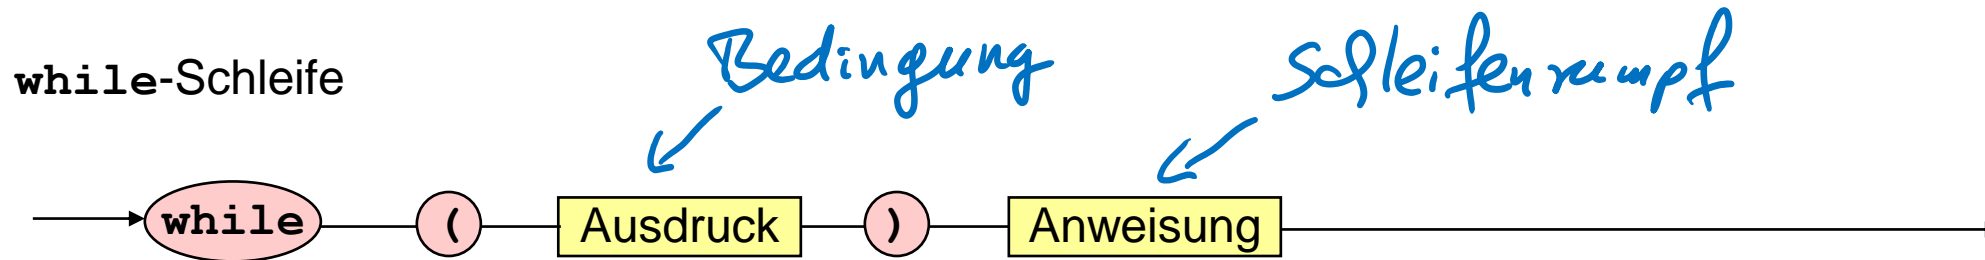 Bedingung Schleifenrumpf
while-Schleife
while ( Ausdruck ) Anweisung